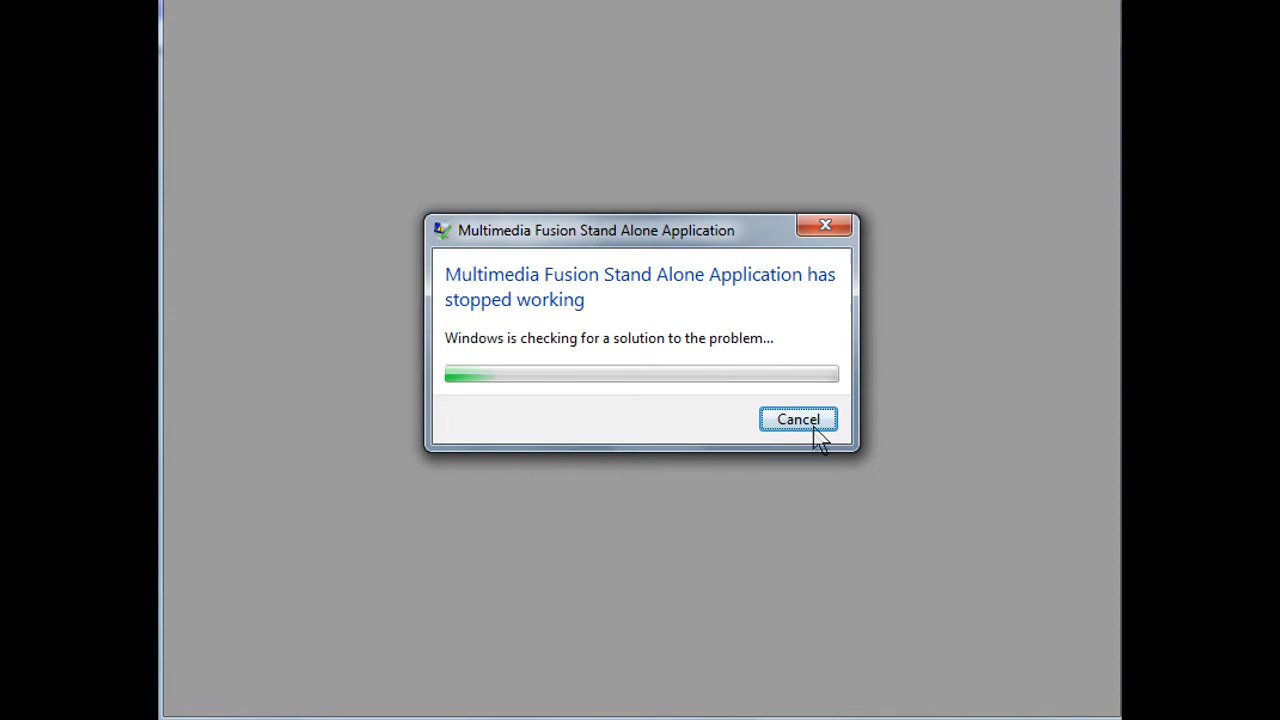 Multimedia Fusion Stand Alone Application
Multimedia Fusion Stand Alone Application has
stopped working
Windows is checking for a solution to the problem...
Cancel